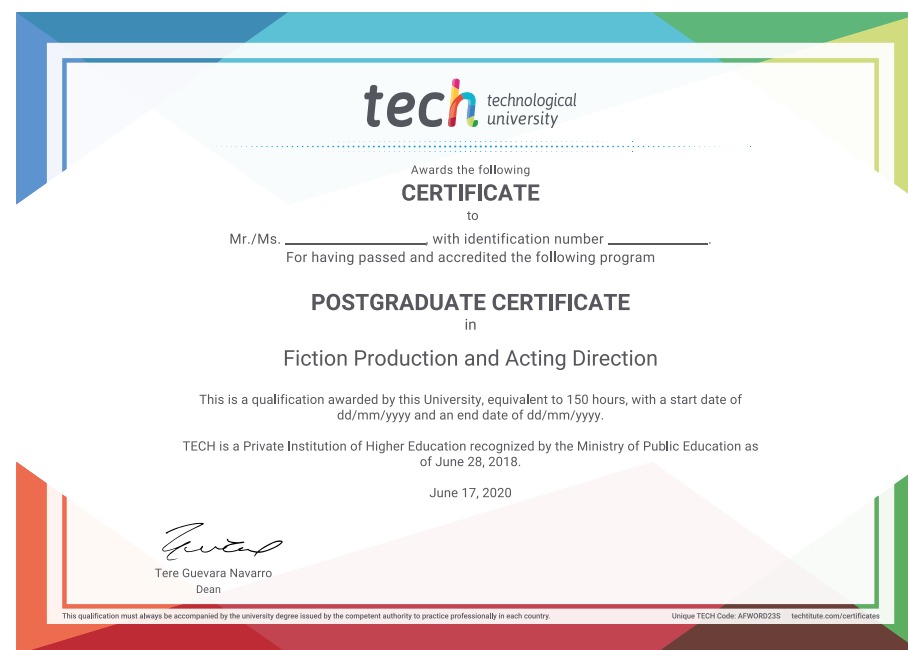 tech technological
university
Awards the following
CERTIFICATE
to
Mr./Ms. ____________, with identification number ____________.
For having passed and accredited the following program
POSTGRADUATE CERTIFICATE
in
Fiction Production and Acting Direction
This is a qualification awarded by this University, equivalent to 150 hours, with a start date of
dd/mm/yyyy and an end date of dd/mm/yyyy.
TECH is a Private Institution of Higher Education recognized by the Ministry of Public Education as
of June 28, 2018.
June 17, 2020
Tere Guevara Navarro
Dean
This qualification must always be accompanied by the university degree issued by the competent authority to practice professionally in each country.
Unique TECH Code: AFWORD23S techtitute.com/certificates